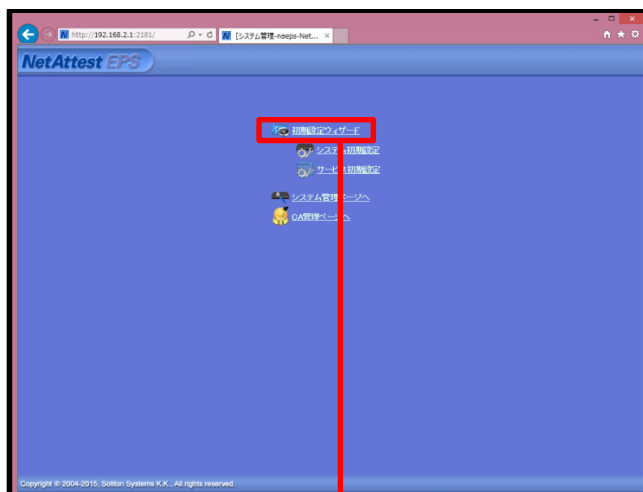 http://192.168.2.1:2181/
[システム管理-naeps-Net...
NetAttest EPS
初期設定ウィザード
システム初期設定
サービス初期設定
システム管理ページへ
CA管理ページへ
Copyright © 2004-2015, Soliton Systems K.K., All rights reserved.